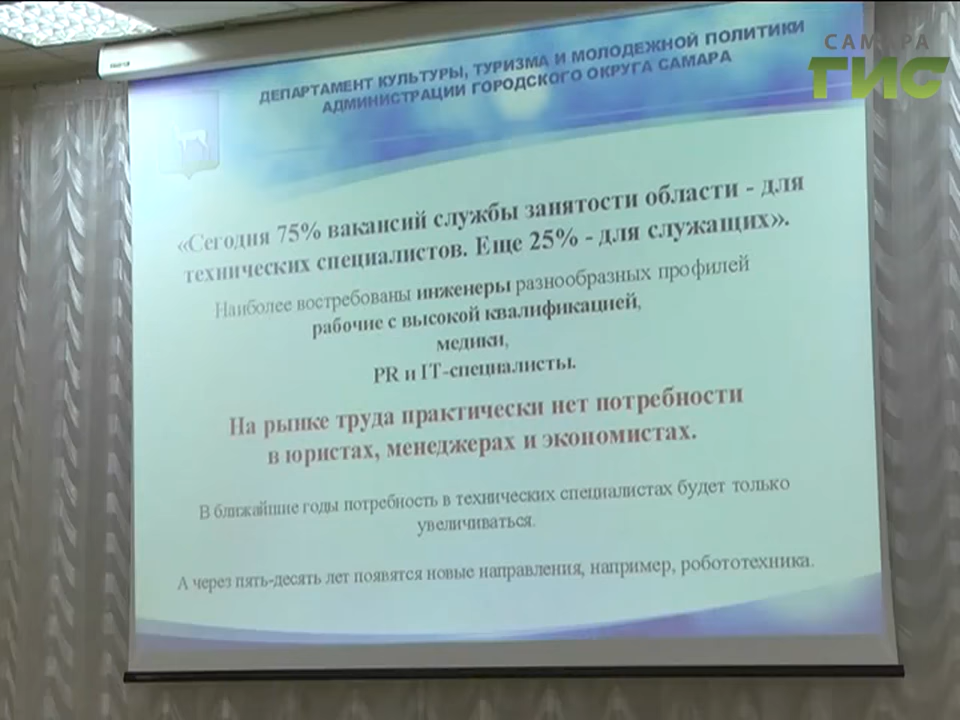 САМАРА
ГИС
ДЕПАРТАМЕНТ КУЛЬТУРЫ, ТУРИЗМА И МОЛОДЕЖНОЙ ПОЛИТИКИ
АДМИНИСТРАЦИИ ГОРОДСКОГО ОКРУГА САМАРА
«Сегодня 75% вакансий службы занятости области - для
технических специалистов. Еще 25% - для служащих».
Наиболее востребованы инженеры разнообразных профилей
рабочие с высокой квалификацией,
медики,
PR и IT-специалисты.
На рынке труда практически нет потребности
в юристах, менеджерах и экономистах.
В ближайшие годы потребность в технических специалистах будет только
увеличиваться.
А через пять-десять лет появятся новые направления, например, робототехника.